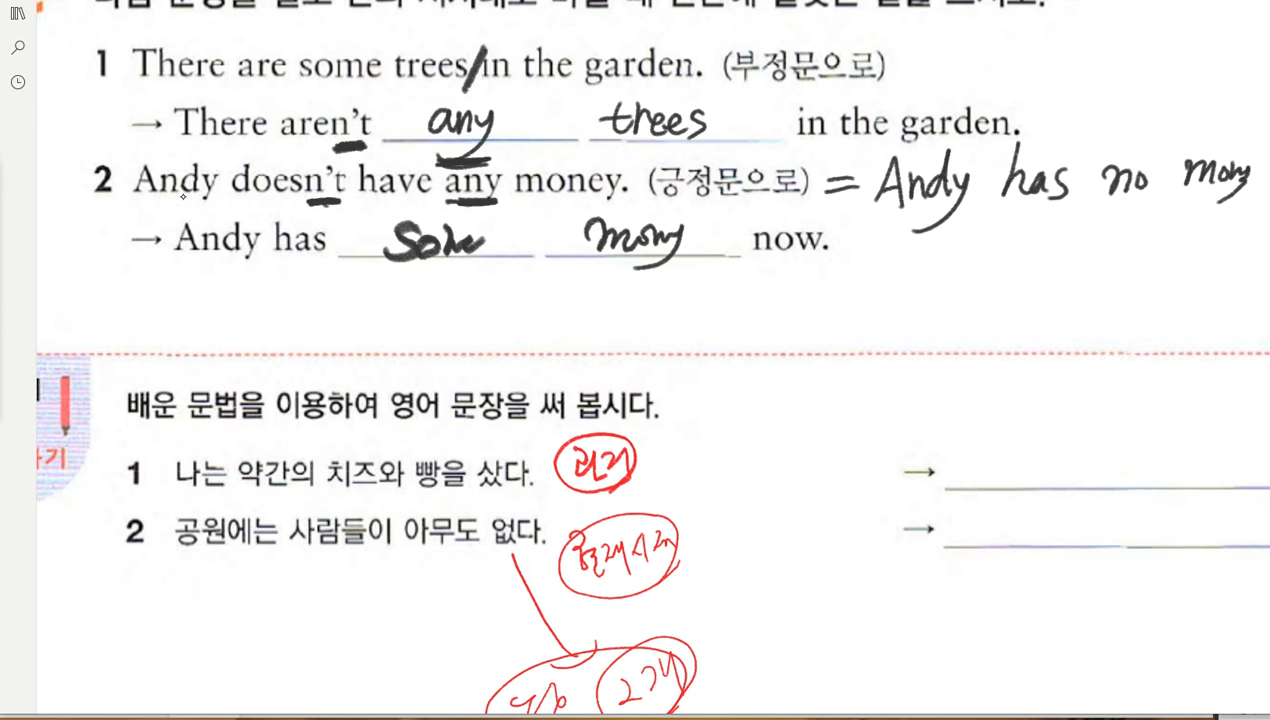 1 There are some trees/in the garden. (부정문으로)
→ There aren't any trees in the garden.
2 Andy doesn't have any money. (긍정문으로) = Andy has no mony
→ Andy has some mony now.
배운 문법을 이용하여 영어 문장을 써 봅시다.
1 나는 약간의 치즈와 빵을 샀다. 과거 →
2 공원에는 사람들이 아무도 없다. →
현재시제
2개